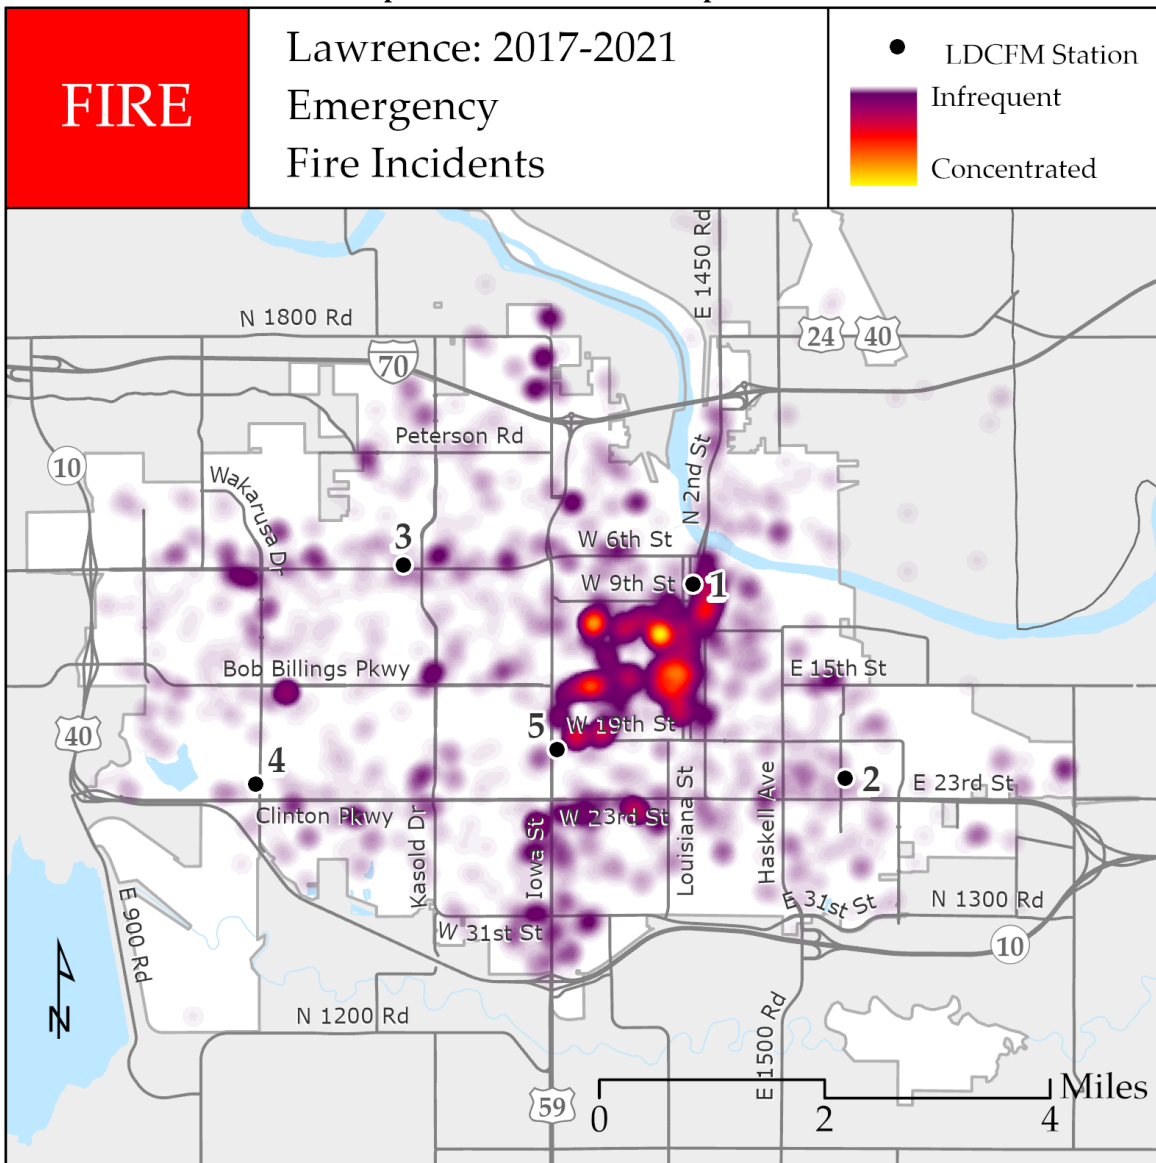 FIRE
Lawrence: 2017-2021
Emergency
Fire Incidents
LDCFM Station
Infrequent
Concentrated
E 1450 Rd
N 1800 Rd
24
40
70
Peterson Rd
10
Wakarusa Dr
N 2nd St
3
W 6th St
W 9th St
1
Bob Billings Pkwy
E 15th St
40
5
W 19th St
4
2
E 23rd St
Clinton Pkwy
W 23rd St
Kasold Dr
Iowa St
Louisiana St
Haskell Ave
E 900 Rd
E 31st St
N 1300 Rd
W 31st St
10
N
N 1200 Rd
E 1500 Rd
59
Miles
0
2
4